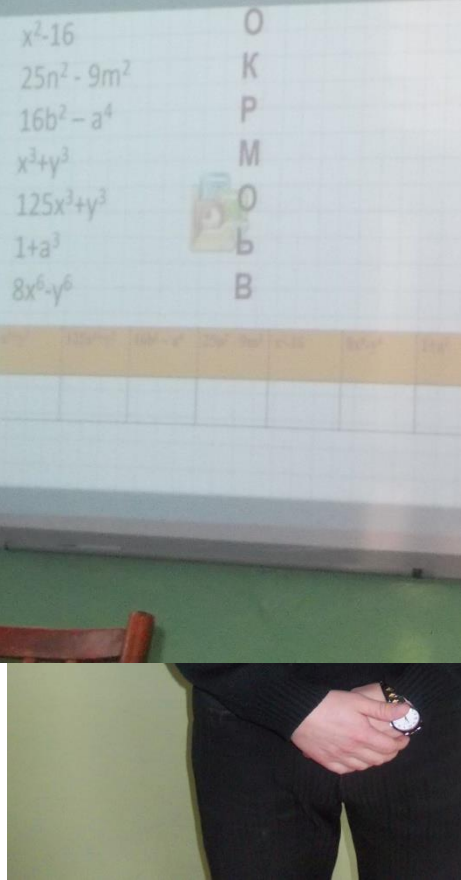 x²-16 О
25n² - 9m² К
16b² – a⁴ Р
x³+y³ М
125x³+y³ О
1+a³ Ь
8x⁶-y⁶ В